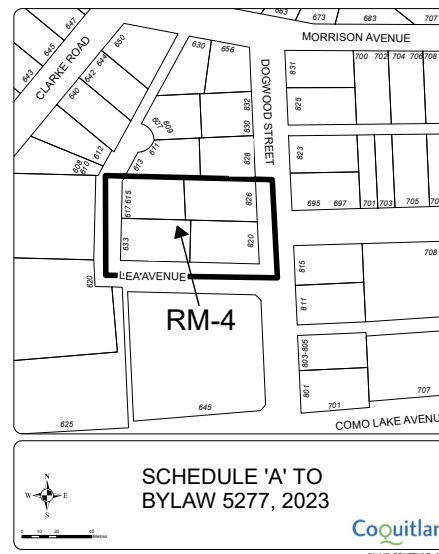 663
673
683
707
MORRISON AVENUE
647
645
643
CLARKE ROAD
650
644
642
640
630
656
DOGWOOD STREET
831
700 702 704 706 708
825
832
830
607
609
611
613
612
610
608
828
823
695 697 701 703 705
617 615
826
633
820
LEA AVENUE
620
RM-4
815
811
708
803-805
801
701
707
645
625
COMO LAKE AVENU
SCHEDULE 'A' TO
BYLAW 5277, 2023
N
W E
S
0 10 20 40
Metres
Coquitlar